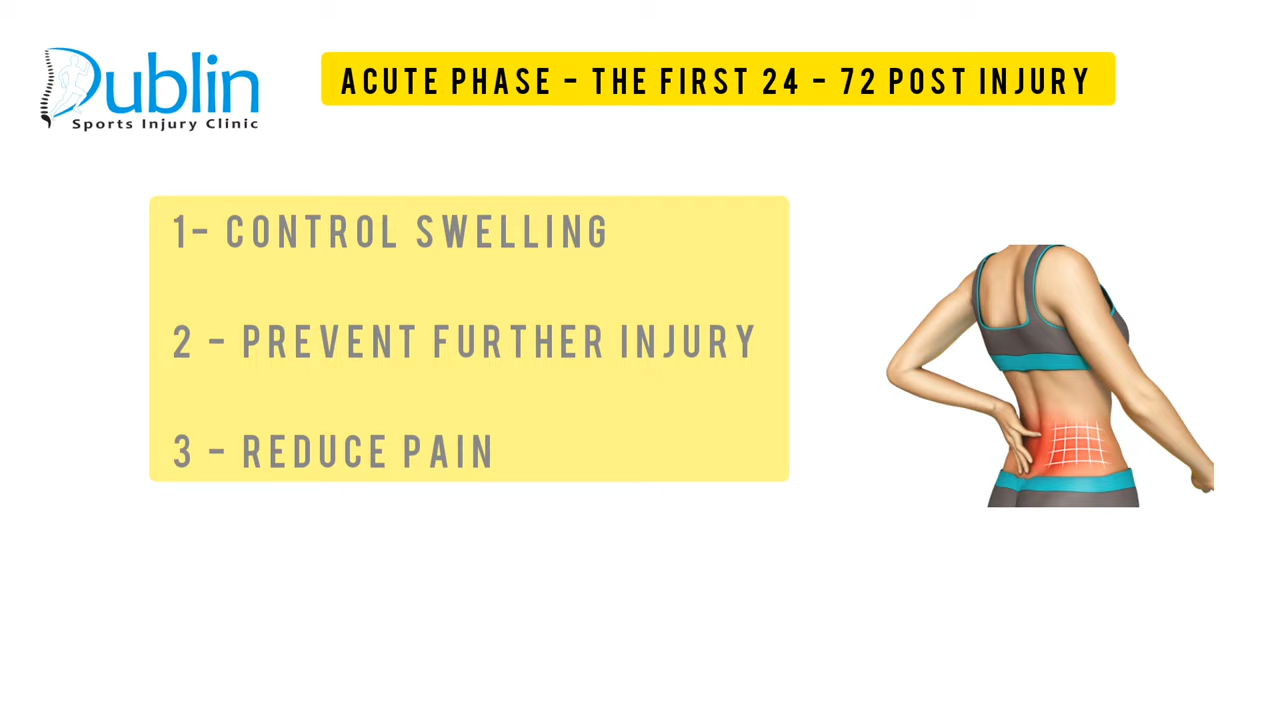 Dublin
Sports Injury Clinic
ACUTE PHASE - THE FIRST 24 - 72 POST INJURY
1- CONTROL SWELLING
2 - PREVENT FURTHER INJURY
3 - REDUCE PAIN